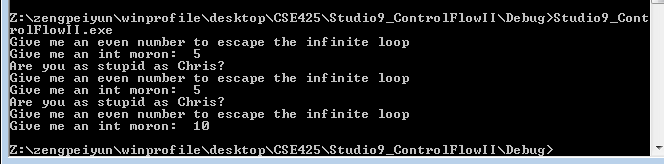 Z:\zengpeiyun\winprofile\desktop\CSE425\Studio9_ControlFlowII\Debug>Studio9_Cont
rolFlowII.exe
Give me an even number to escape the infinite loop
Give me an int moron:  5
Are you as stupid as Chris?
Give me an even number to escape the infinite loop
Give me an int moron:  5
Are you as stupid as Chris?
Give me an even number to escape the infinite loop
Give me an int moron:  10
Z:\zengpeiyun\winprofile\desktop\CSE425\Studio9_ControlFlowII\Debug>